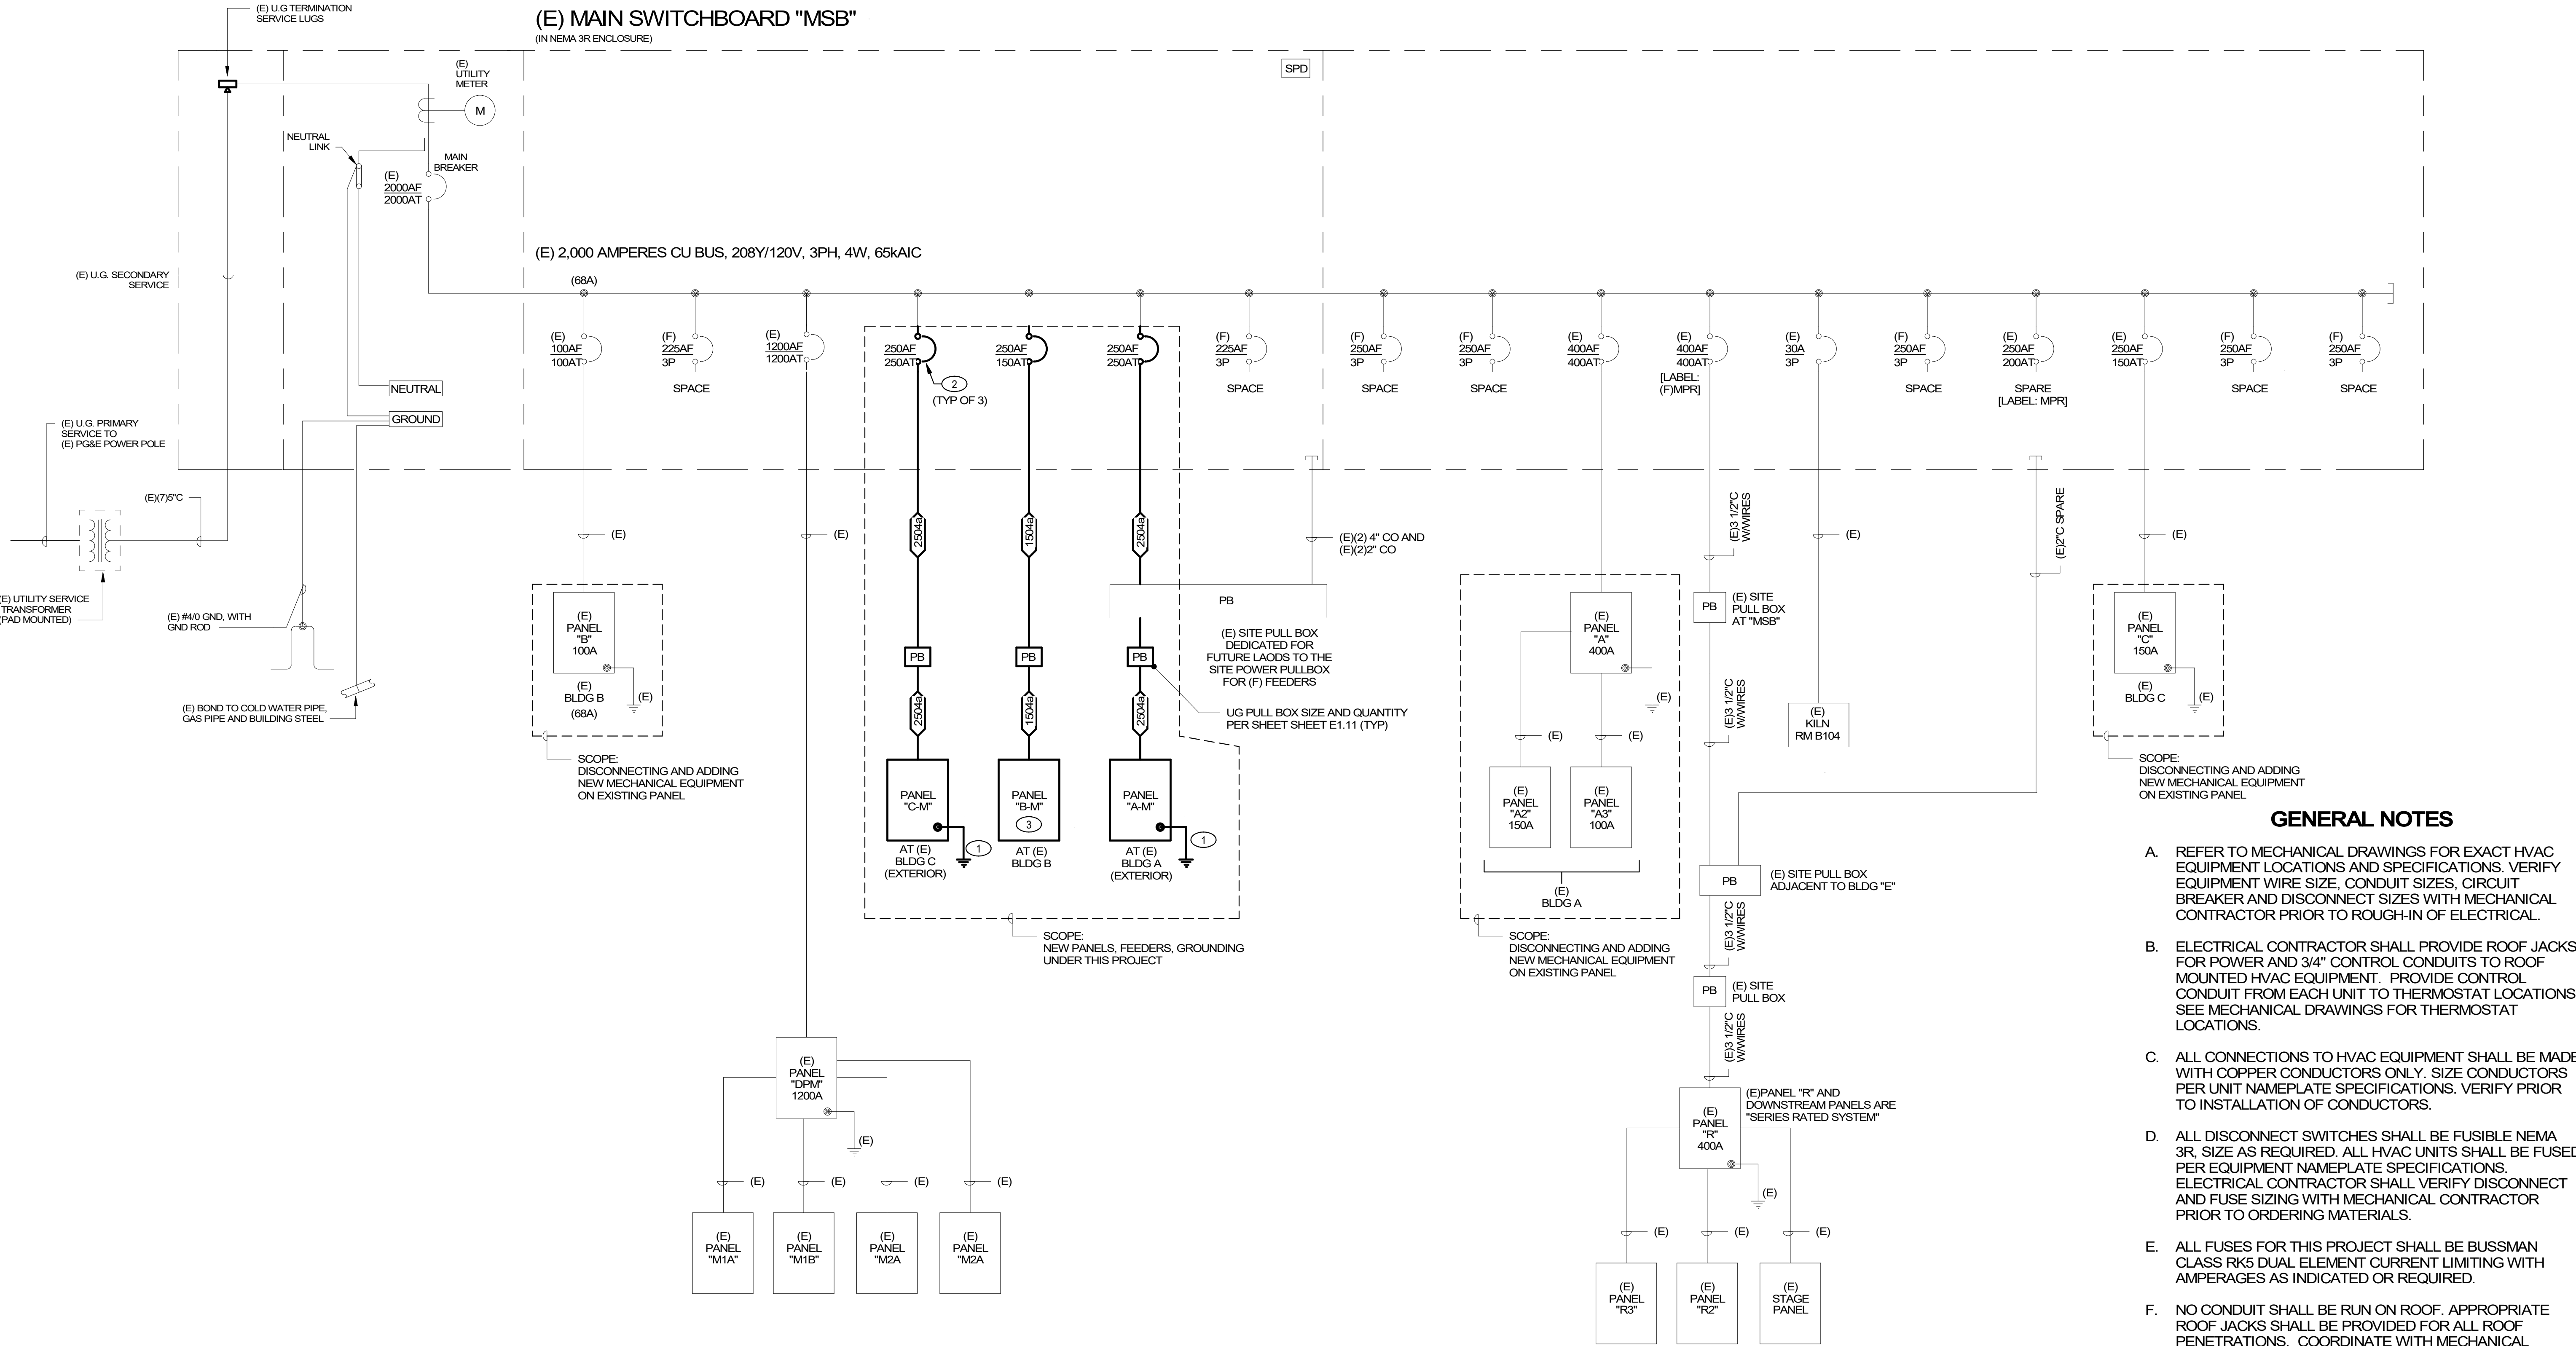 (E) U.G TERMINATION
SERVICE LUGS
(E) MAIN SWITCHBOARD "MSB"
(IN NEMA 3R ENCLOSURE)
(E)
UTILITY
METER
M
SPD
NEUTRAL
LINK
MAIN
BREAKER
(E)
2000AF
2000AT
(E) 2,000 AMPERES CU BUS, 208Y/120V, 3PH, 4W, 65kAIC
(E) U.G. SECONDARY
SERVICE
(68A)
(E)
100AF
100AT
(F)
225AF
3P
SPACE
(E)
1200AF
1200AT
250AF
250AT
2
(TYP OF 3)
250AF
150AT
250AF
250AT
(F)
225AF
3P
SPACE
(F)
250AF
3P
SPACE
(F)
250AF
3P
SPACE
(E)
400AF
400AT
(E)
400AF
400AT
[LABEL:
(F)MPR]
(E)
30A
3P
(F)
250AF
3P
SPACE
(E)
250AF
200AT
SPARE
[LABEL: MPR]
(E)
250AF
150AT
(F)
250AF
3P
SPACE
(F)
250AF
3P
SPACE
NEUTRAL
GROUND
(E) U.G. PRIMARY
SERVICE TO
(E) PG&E POWER POLE
(E)(7)5"C
(E) UTILITY SERVICE
TRANSFORMER
(PAD MOUNTED)
(E) #4/0 GND, WITH
GND ROD
(E) BOND TO COLD WATER PIPE,
GAS PIPE AND BUILDING STEEL
(E)
(E)
PANEL
"B"
100A
(E)
BLDG B
(68A)
(E)
SCOPE:
DISCONNECTING AND ADDING
NEW MECHANICAL EQUIPMENT
ON EXISTING PANEL
(E)
2504a
1504a
2504a
PB
PB
PB
2504a
1504a
2504a
PANEL
"C-M"
AT (E)
BLDG C
(EXTERIOR)
1
PANEL
"B-M"
3
AT (E)
BLDG B
PANEL
"A-M"
AT (E)
BLDG A
(EXTERIOR)
1
(E)(2) 4" CO AND
(E)(2)2" CO
PB
(E) SITE PULL BOX
DEDICATED FOR
FUTURE LAODS TO THE
SITE POWER PULLBOX
FOR (F) FEEDERS
UG PULL BOX SIZE AND QUANTITY
PER SHEET SHEET E1.11 (TYP)
SCOPE:
NEW PANELS, FEEDERS, GROUNDING
UNDER THIS PROJECT
(E)
PANEL
"A"
400A
(E)
(E)
(E)
(E)
PANEL
"A2"
150A
(E)
PANEL
"A3"
100A
(E)
BLDG A
SCOPE:
DISCONNECTING AND ADDING
NEW MECHANICAL EQUIPMENT
ON EXISTING PANEL
(E)3 1/2"C
W/WIRES
PB
(E) SITE
PULL BOX
AT "MSB"
(E)3 1/2"C
W/WIRES
(E)
(E)
KILN
RM B104
(E)2"C SPARE
(E)
(E)
PANEL
"C"
150A
(E)
BLDG C
(E)
SCOPE:
DISCONNECTING AND ADDING
NEW MECHANICAL EQUIPMENT
ON EXISTING PANEL
PB
(E) SITE PULL BOX
ADJACENT TO BLDG "E"
(E)3 1/2"C
W/WIRES
PB
(E) SITE
PULL BOX
(E)3 1/2"C
W/WIRES
(E)
PANEL
"R"
400A
(E)PANEL "R" AND
DOWNSTREAM PANELS ARE
"SERIES RATED SYSTEM"
(E)
(E)
(E)
(E)
(E)
PANEL
"R3"
(E)
PANEL
"R2"
(E)
STAGE
PANEL
(E)
PANEL
"DPM"
1200A
(E)
(E)
(E)
(E)
(E)
(E)
PANEL
"M1A"
(E)
PANEL
"M1B"
(E)
PANEL
"M2A
(E)
PANEL
"M2A
GENERAL NOTES
A. REFER TO MECHANICAL DRAWINGS FOR EXACT HVAC
EQUIPMENT LOCATIONS AND SPECIFICATIONS. VERIFY
EQUIPMENT WIRE SIZE, CONDUIT SIZES, CIRCUIT
BREAKER AND DISCONNECT SIZES WITH MECHANICAL
CONTRACTOR PRIOR TO ROUGH-IN OF ELECTRICAL.
B. ELECTRICAL CONTRACTOR SHALL PROVIDE ROOF JACKS
FOR POWER AND 3/4" CONTROL CONDUITS TO ROOF
MOUNTED HVAC EQUIPMENT. PROVIDE CONTROL
CONDUIT FROM EACH UNIT TO THERMOSTAT LOCATIONS
SEE MECHANICAL DRAWINGS FOR THERMOSTAT
LOCATIONS.
C. ALL CONNECTIONS TO HVAC EQUIPMENT SHALL BE MADE
WITH COPPER CONDUCTORS ONLY. SIZE CONDUCTORS
PER UNIT NAMEPLATE SPECIFICATIONS. VERIFY PRIOR
TO INSTALLATION OF CONDUCTORS.
D. ALL DISCONNECT SWITCHES SHALL BE FUSIBLE NEMA
3R, SIZE AS REQUIRED. ALL HVAC UNITS SHALL BE FUSED
PER EQUIPMENT NAMEPLATE SPECIFICATIONS.
ELECTRICAL CONTRACTOR SHALL VERIFY DISCONNECT
AND FUSE SIZING WITH MECHANICAL CONTRACTOR
PRIOR TO ORDERING MATERIALS.
E. ALL FUSES FOR THIS PROJECT SHALL BE BUSSMAN
CLASS RK5 DUAL ELEMENT CURRENT LIMITING WITH
AMPERAGES AS INDICATED OR REQUIRED.
F. NO CONDUIT SHALL BE RUN ON ROOF. APPROPRIATE
ROOF JACKS SHALL BE PROVIDED FOR ALL ROOF
PENETRATIONS. COORDINATE WITH MECHANICAL